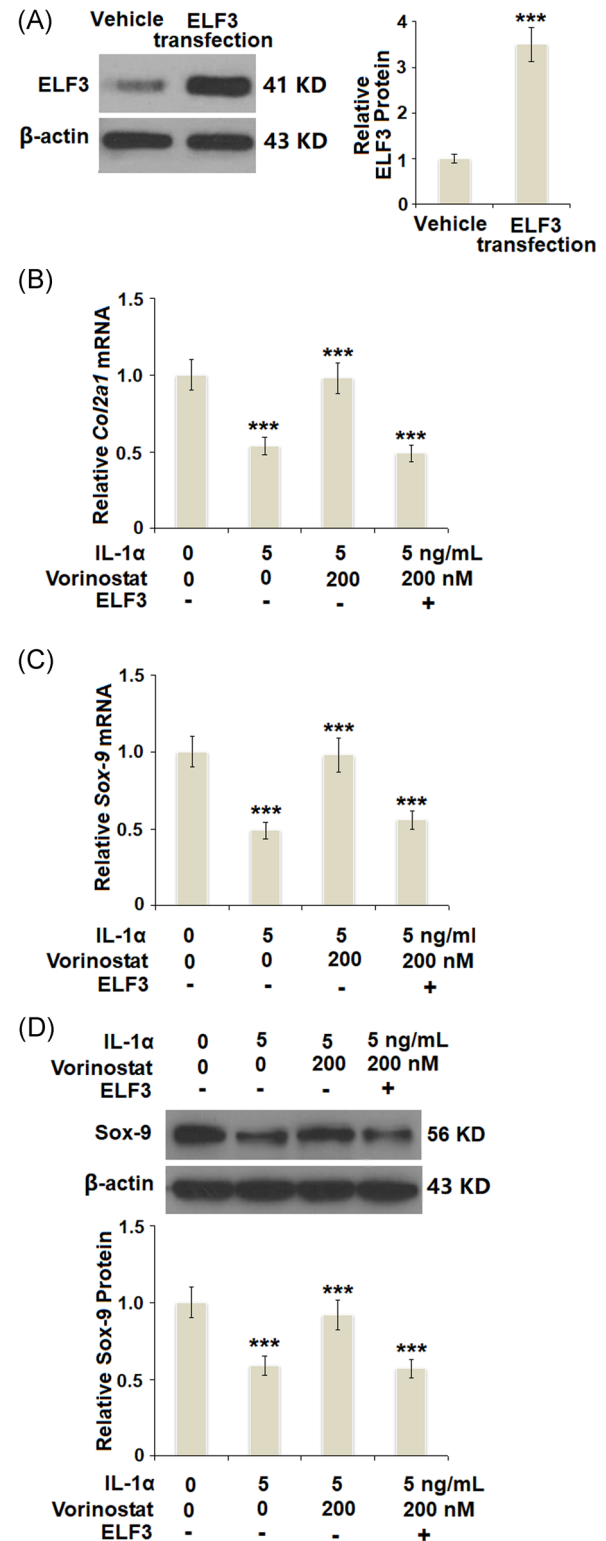 (A)
Vehicle ELF3
transfection
ELF3 41 KD
β-actin 43 KD
Relative
ELF3 Protein
4
3
2
1
0
***
Vehicle ELF3
transfection
(B)
Relative Col2a1 mRNA
1.5
1.0
0.5
0
*** *** ***
IL-1α 0 5 5 5 ng/mL
Vorinostat 0 0 200 200 nM
ELF3 - - - +
(C)
Relative Sox-9 mRNA
1.5
1.0
0.5
0
*** *** ***
IL-1α 0 5 5 5 ng/ml
Vorinostat 0 0 200 200 nM
ELF3 - - - +
(D)
IL-1α 0 5 5 5 ng/mL
Vorinostat 0 0 200 200 nM
ELF3 - - - +
Sox-9 56 KD
β-actin 43 KD
Relative Sox-9 Protein
1.5
1.0
0.5
0
*** *** ***
IL-1α 0 5 5 5 ng/mL
Vorinostat 0 0 200 200 nM
ELF3 - - - +